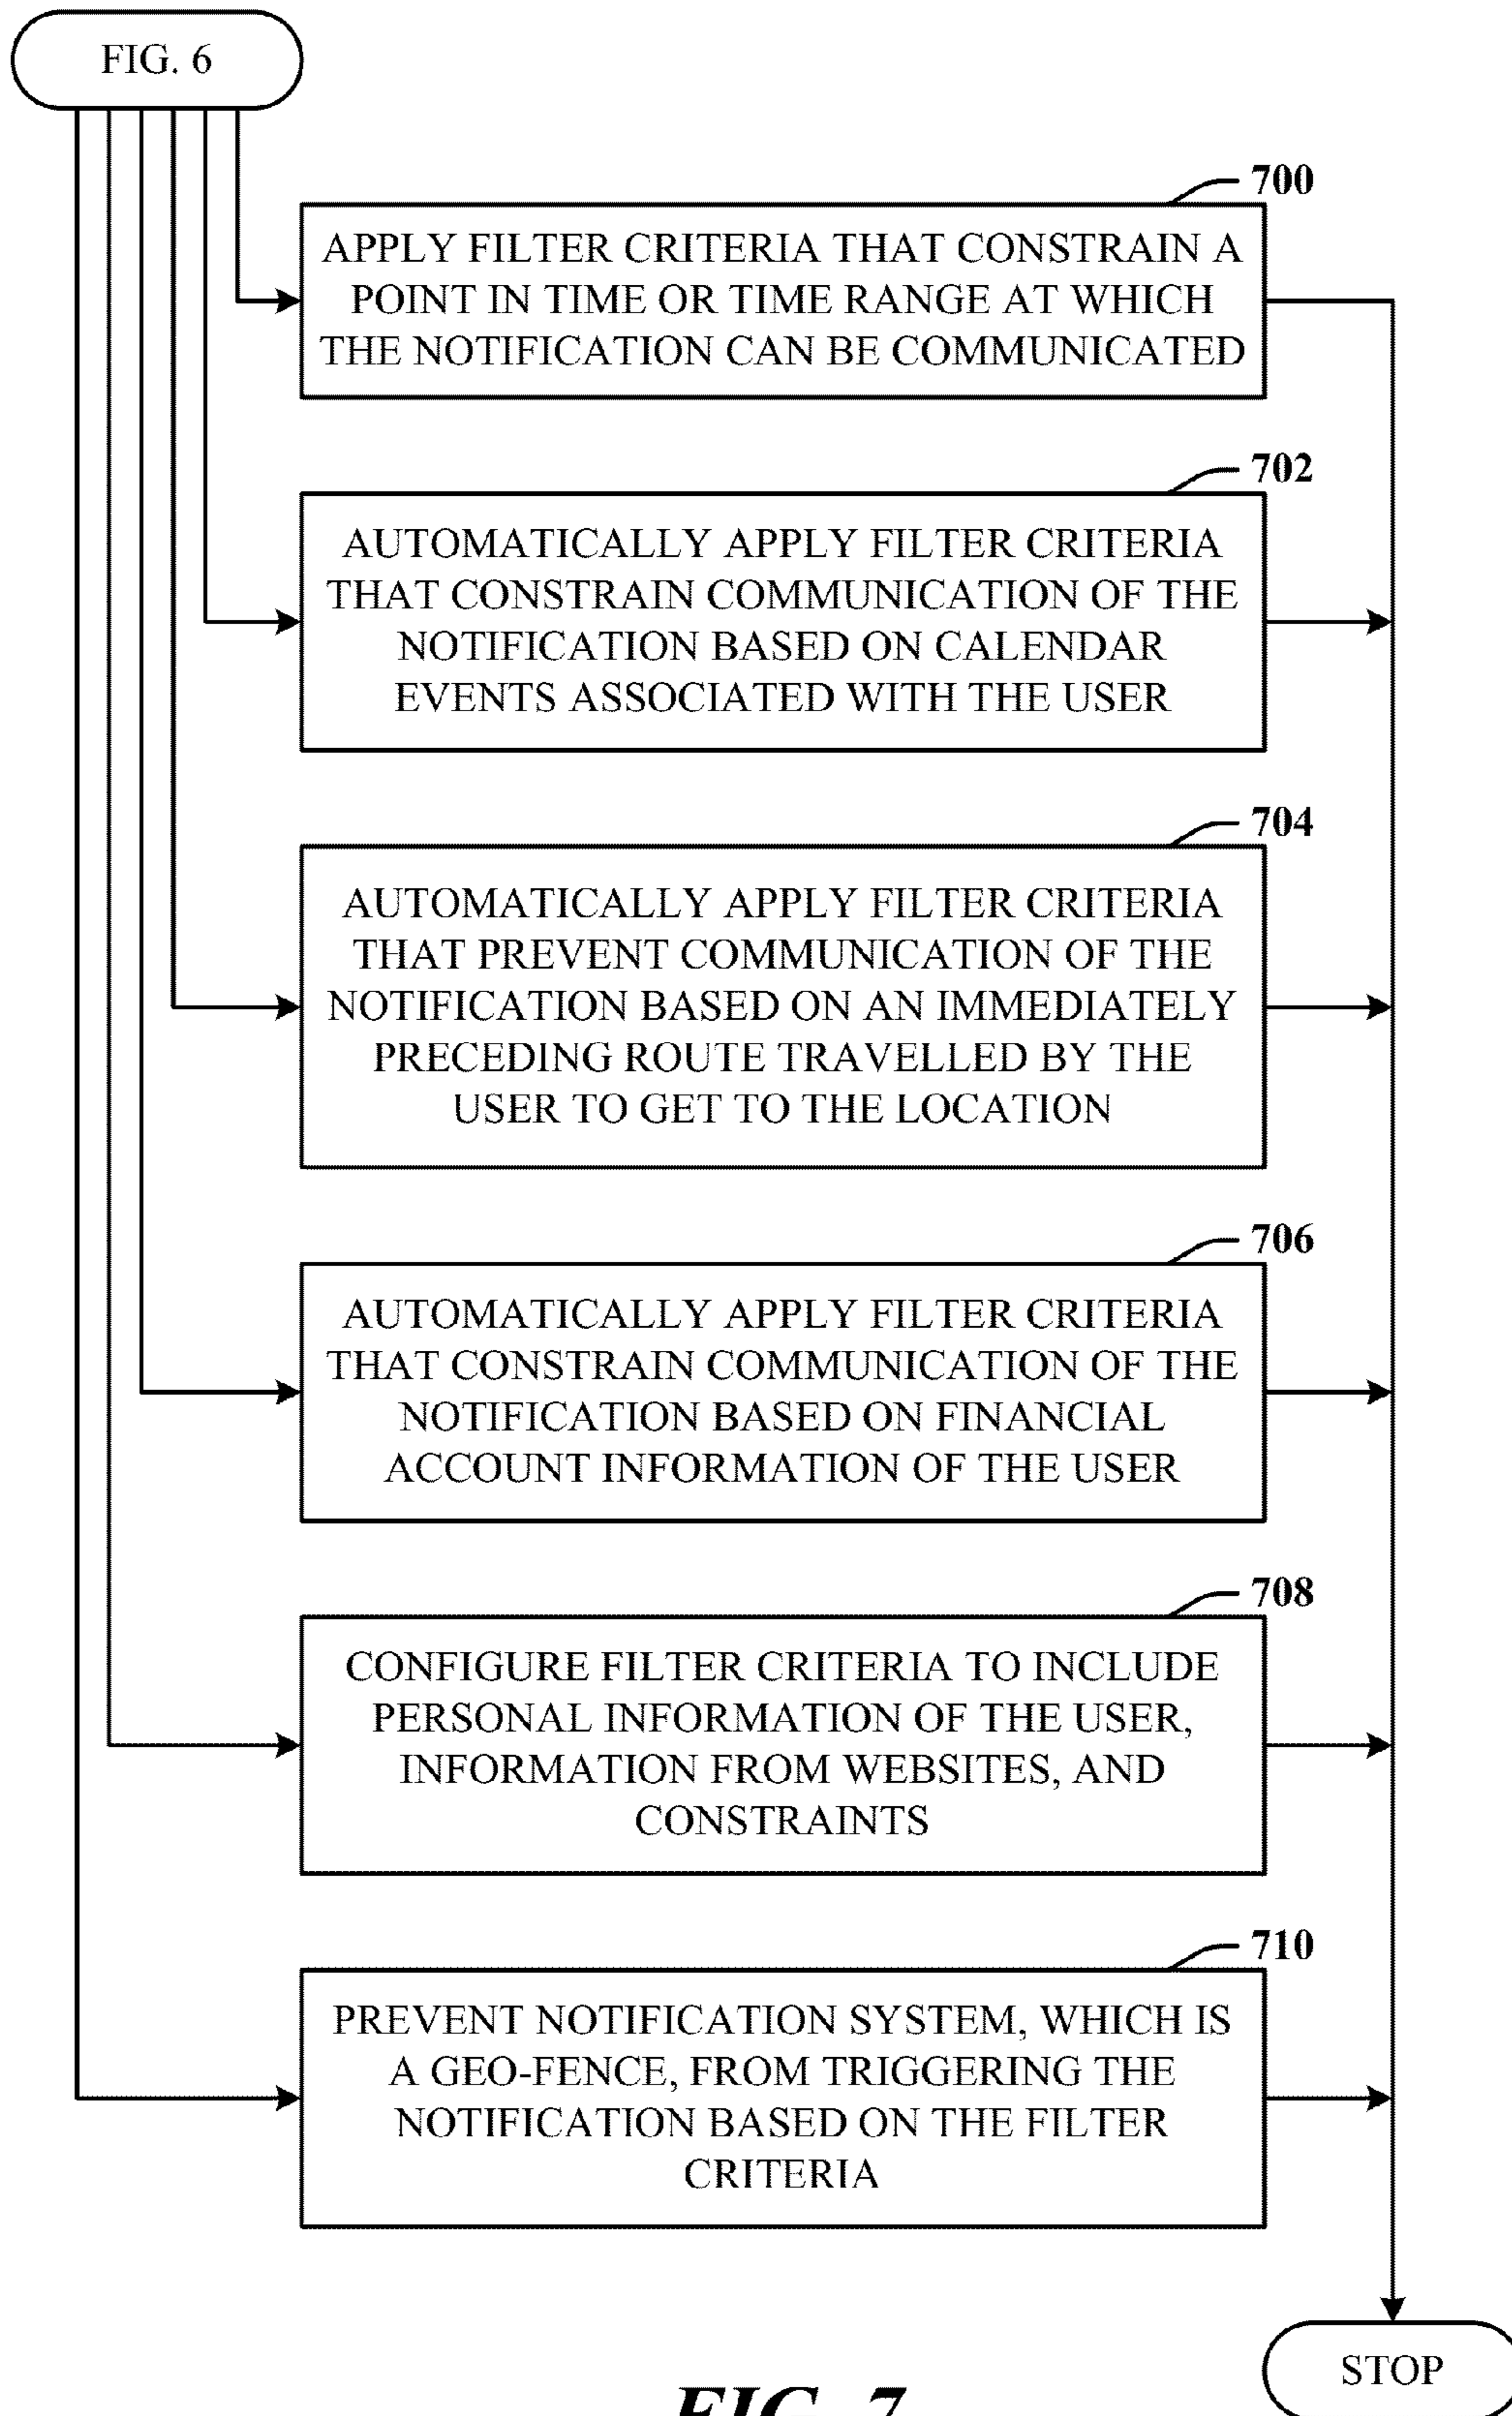 FIG. 6
700
APPLY FILTER CRITERIA THAT CONSTRAIN A
POINT IN TIME OR TIME RANGE AT WHICH
THE NOTIFICATION CAN BE COMMUNICATED
702
AUTOMATICALLY APPLY FILTER CRITERIA
THAT CONSTRAIN COMMUNICATION OF THE
NOTIFICATION BASED ON CALENDAR
EVENTS ASSOCIATED WITH THE USER
704
AUTOMATICALLY APPLY FILTER CRITERIA
THAT PREVENT COMMUNICATION OF THE
NOTIFICATION BASED ON AN IMMEDIATELY
PRECEDING ROUTE TRAVELLED BY THE
USER TO GET TO THE LOCATION
706
AUTOMATICALLY APPLY FILTER CRITERIA
THAT CONSTRAIN COMMUNICATION OF THE
NOTIFICATION BASED ON FINANCIAL
ACCOUNT INFORMATION OF THE USER
708
CONFIGURE FILTER CRITERIA TO INCLUDE
PERSONAL INFORMATION OF THE USER,
INFORMATION FROM WEBSITES, AND
CONSTRAINTS
710
PREVENT NOTIFICATION SYSTEM, WHICH IS
A GEO-FENCE, FROM TRIGGERING THE
NOTIFICATION BASED ON THE FILTER
CRITERIA
STOP
FIG. 7